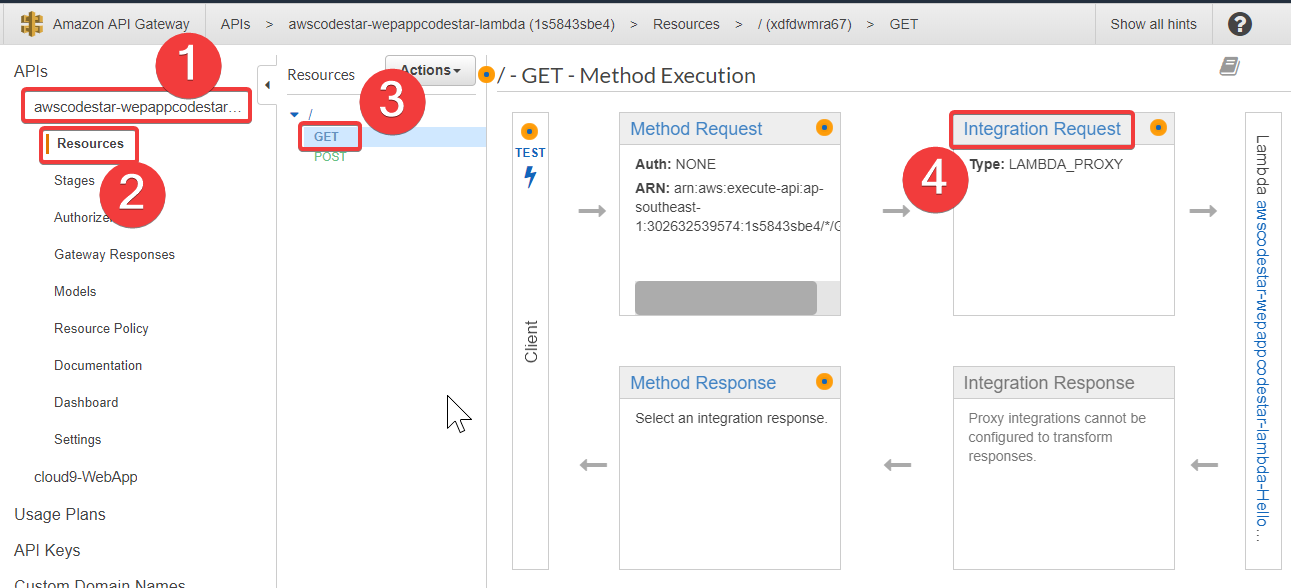 Amazon API Gateway
APIs > awscodestar-wepappcodestar-lambda (1s5843sbe4) > Resources > / (xdfdwmra67) > GET
Show all hints
?
APIs
1
awscodestar-wepappcodestar...
Resources
2
Stages
Gateway Responses
Models
Resource Policy
Documentation
Dashboard
Settings
cloud9-WebApp
Usage Plans
API Keys
Custom Domain Names
Resources
Actions
3
/
GET
POST
/ - GET - Method Execution
TEST
Client
Method Request
Auth: NONE
ARN: arn:aws:execute-api:ap-
southeast-
1:302632539574:1s5843sbe4/*/
Integration Request
4
Type: LAMBDA_PROXY
Lambda awscodestar-wepappcodestar-lambda-Hello...
Method Response
Select an integration response.
Integration Response
Proxy integrations cannot be
configured to transform
responses.